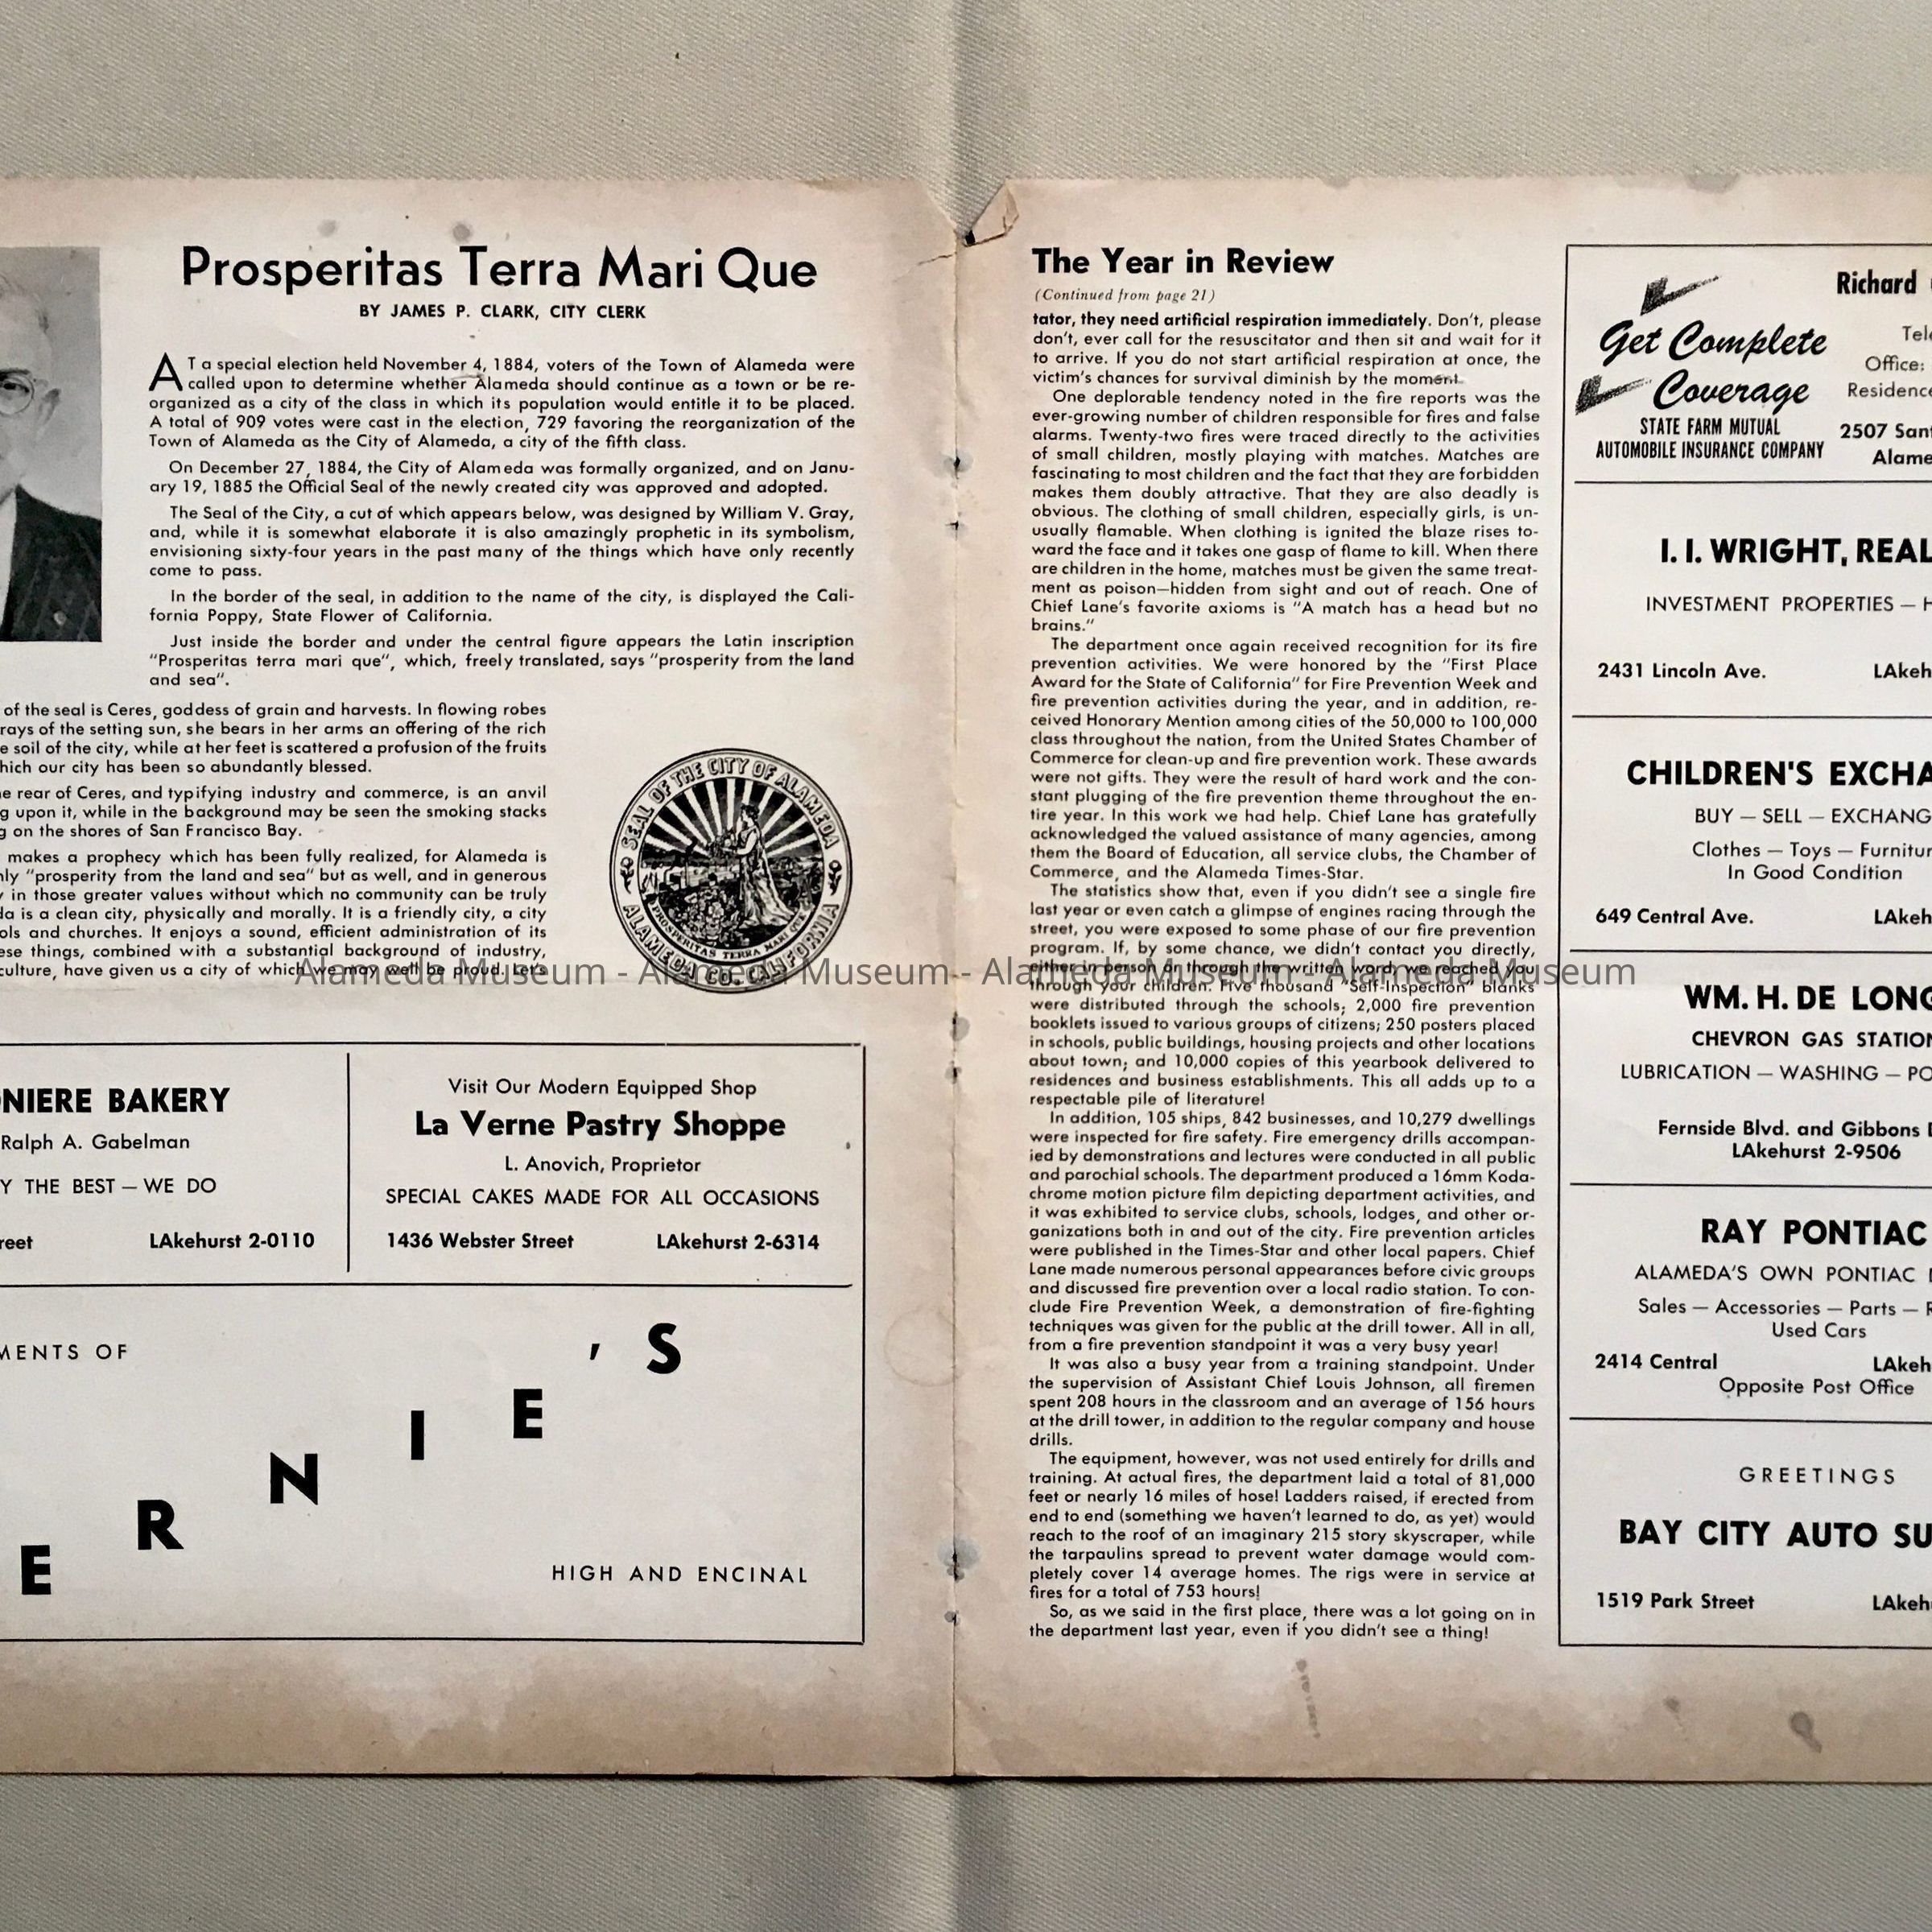 Prosperitas Terra Mari Que
BY JAMES P. CLARK, CITY CLERK
AT a special election held November 4, 1884, voters of the Town of Alameda were
called upon to determine whether Alameda should continue as a town or be re-
organized as a city of the class in which its population would entitle it to be placed.
A total of 909 votes were cast in the election, 729 favoring the reorganization of the
Town of Alameda as the City of Alameda, a city of the fifth class.
On December 27, 1884, the City of Alameda was formally organized, and on Janu-
ary 19, 1885 the Official Seal of the newly created city was approved and adopted.
The Seal of the City, a cut of which appears below, was designed by William V. Gray,
and, while it is somewhat elaborate it is also amazingly prophetic in its symbolism,
envisioning sixty-four years in the past many of the things which have only recently
come to pass.
In the border of the seal, in addition to the name of the city, is displayed the Cali-
fornia Poppy, State Flower of California.
Just inside the border and under the central figure appears the Latin inscription
"Prosperitas terra mari que", which, freely translated, says "prosperity from the land
and sea".
of the seal is Ceres, goddess of grain and harvests. In flowing robes
rays of the setting sun, she bears in her arms an offering of the rich
soil of the city, while at her feet is scattered a profusion of the fruits
which our city has been so abundantly blessed.
rear of Ceres, and typifying industry and commerce, is an anvil
upon it, while in the background may be seen the smoking stacks
on the shores of San Francisco Bay.
makes a prophecy which has been fully realized, for Alameda is
"prosperity from the land and sea" but as well, and in generous
in those greater values without which no community can be truly
is a clean city, physically and morally. It is a friendly city, a city
and churches. It enjoys a sound, efficient administration of its
things, combined with a substantial background of industry,
culture, have given us a city of which we may well be proud. Let's
SEAL OF THE CITY OF ALAMEDA
ALAMEDA CO. CALIFORNIA
PROSPERITAS TERRA MARI QUE
NIERE BAKERY
Ralph A. Gabelman
Y THE BEST — WE DO
reet LAkehurst 2-0110
Visit Our Modern Equipped Shop
La Verne Pastry Shoppe
L. Anovich, Proprietor
SPECIAL CAKES MADE FOR ALL OCCASIONS
1436 Webster Street LAkehurst 2-6314
MENTS OF
ERNIE'S
HIGH AND ENCINAL
The Year in Review
(Continued from page 21)
tator, they need artificial respiration immediately. Don't, please
don't, ever call for the resuscitator and then sit and wait for it
to arrive. If you do not start artificial respiration at once, the
victim's chances for survival diminish by the moment.
One deplorable tendency noted in the fire reports was the
ever-growing number of children responsible for fires and false
alarms. Twenty-two fires were traced directly to the activities
of small children, mostly playing with matches. Matches are
fascinating to most children and the fact that they are forbidden
makes them doubly attractive. That they are also deadly is
obvious. The clothing of small children, especially girls, is un-
usually flamable. When clothing is ignited the blaze rises to-
ward the face and it takes one gasp of flame to kill. When there
are children in the home, matches must be given the same treat-
ment as poison—hidden from sight and out of reach. One of
Chief Lane's favorite axioms is "A match has a head but no
brains."
The department once again received recognition for its fire
prevention activities. We were honored by the "First Place
Award for the State of California" for Fire Prevention Week and
fire prevention activities during the year, and in addition, re-
ceived Honorary Mention among cities of the 50,000 to 100,000
class throughout the nation, from the United States Chamber of
Commerce for clean-up and fire prevention work. These awards
were not gifts. They were the result of hard work and the con-
stant plugging of the fire prevention theme throughout the en-
tire year. In this work we had help. Chief Lane has gratefully
acknowledged the valued assistance of many agencies, among
them the Board of Education, all service clubs, the Chamber of
Commerce, and the Alameda Times-Star.
The statistics show that, even if you didn't see a single fire
last year or even catch a glimpse of engines racing through the
street, you were exposed to some phase of our fire prevention
program. If, by some chance, we didn't contact you directly,
either in person or through the written word, we reached you
through your children. Five thousand "Self-Inspection" blanks
were distributed through the schools; 2,000 fire prevention
booklets issued to various groups of citizens; 250 posters placed
in schools, public buildings, housing projects and other locations
about town; and 10,000 copies of this yearbook delivered to
residences and business establishments. This all adds up to a
respectable pile of literature!
In addition, 105 ships, 842 businesses, and 10,279 dwellings
were inspected for fire safety. Fire emergency drills accompan-
ied by demonstrations and lectures were conducted in all public
and parochial schools. The department produced a 16mm Koda-
chrome motion picture film depicting department activities, and
it was exhibited to service clubs, schools, lodges, and other or-
ganizations both in and out of the city. Fire prevention articles
were published in the Times-Star and other local papers. Chief
Lane made numerous personal appearances before civic groups
and discussed fire prevention over a local radio station. To con-
clude Fire Prevention Week, a demonstration of fire-fighting
techniques was given for the public at the drill tower. All in all,
from a fire prevention standpoint it was a very busy year!
It was also a busy year from a training standpoint. Under
the supervision of Assistant Chief Louis Johnson, all firemen
spent 208 hours in the classroom and an average of 156 hours
at the drill tower, in addition to the regular company and house
drills.
The equipment, however, was not used entirely for drills and
training. At actual fires, the department laid a total of 81,000
feet or nearly 16 miles of hose! Ladders raised, if erected from
end to end (something we haven't learned to do, as yet) would
reach to the roof of an imaginary 215 story skyscraper, while
the tarpaulins spread to prevent water damage would com-
pletely cover 14 average homes. The rigs were in service at
fires for a total of 753 hours!
So, as we said in the first place, there was a lot going on in
the department last year, even if you didn't see a thing!
Get Complete
Coverage
STATE FARM MUTUAL
AUTOMOBILE INSURANCE COMPANY
Richard
Tele
Office:
Residence
2507 Sant
Alame
I. I. WRIGHT, REAL
INVESTMENT PROPERTIES — H
2431 Lincoln Ave. LAkeh
CHILDREN'S EXCHA
BUY — SELL — EXCHANG
Clothes — Toys — Furnitur
In Good Condition
649 Central Ave. LAkeh
WM. H. DE LONG
CHEVRON GAS STATION
LUBRICATION — WASHING — PO
Fernside Blvd. and Gibbons D
LAkehurst 2-9506
RAY PONTIAC
ALAMEDA'S OWN PONTIAC
Sales — Accessories — Parts — R
Used Cars
2414 Central LAkeh
Opposite Post Office
GREETINGS
BAY CITY AUTO SU
1519 Park Street LAkeh
Alameda Museum - Alameda Museum - Alameda Museum - Alameda Museum